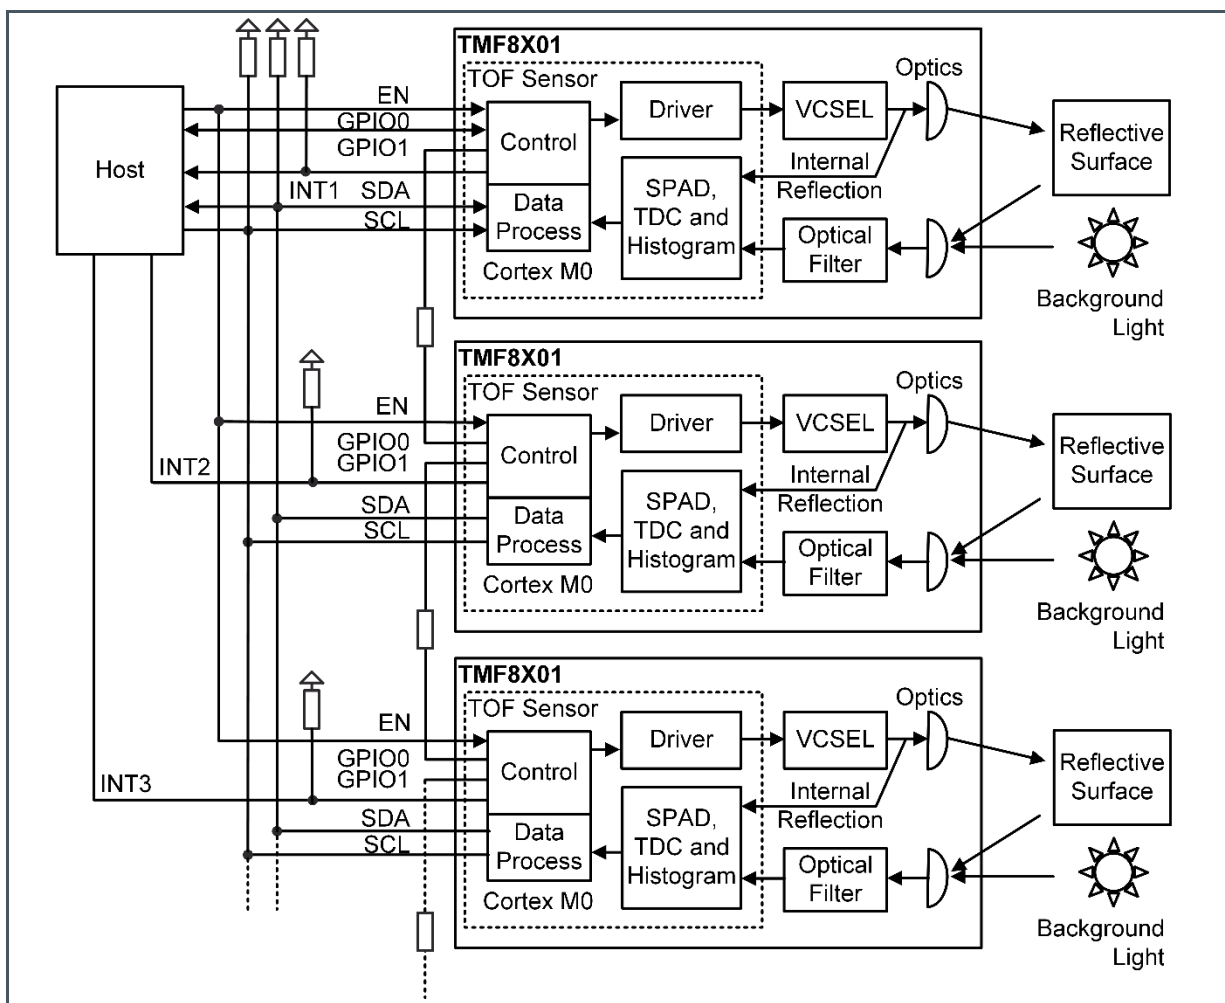 Host
EN
GPIO0
GPIO1
INT1
SDA
SCL
TMF8X01
TOF Sensor
Control
Data
Process
Cortex M0
Driver
SPAD,
TDC and
Histogram
VCSEL
Internal
Reflection
Optical
Filter
Optics
Reflective
Surface
Background
Light
EN
GPIO0
GPIO1
INT2
SDA
SCL
TMF8X01
TOF Sensor
Control
Data
Process
Cortex M0
Driver
SPAD,
TDC and
Histogram
VCSEL
Internal
Reflection
Optical
Filter
Optics
Reflective
Surface
Background
Light
EN
GPIO0
GPIO1
INT3
SDA
SCL
TMF8X01
TOF Sensor
Control
Data
Process
Cortex M0
Driver
SPAD,
TDC and
Histogram
VCSEL
Internal
Reflection
Optical
Filter
Optics
Reflective
Surface
Background
Light